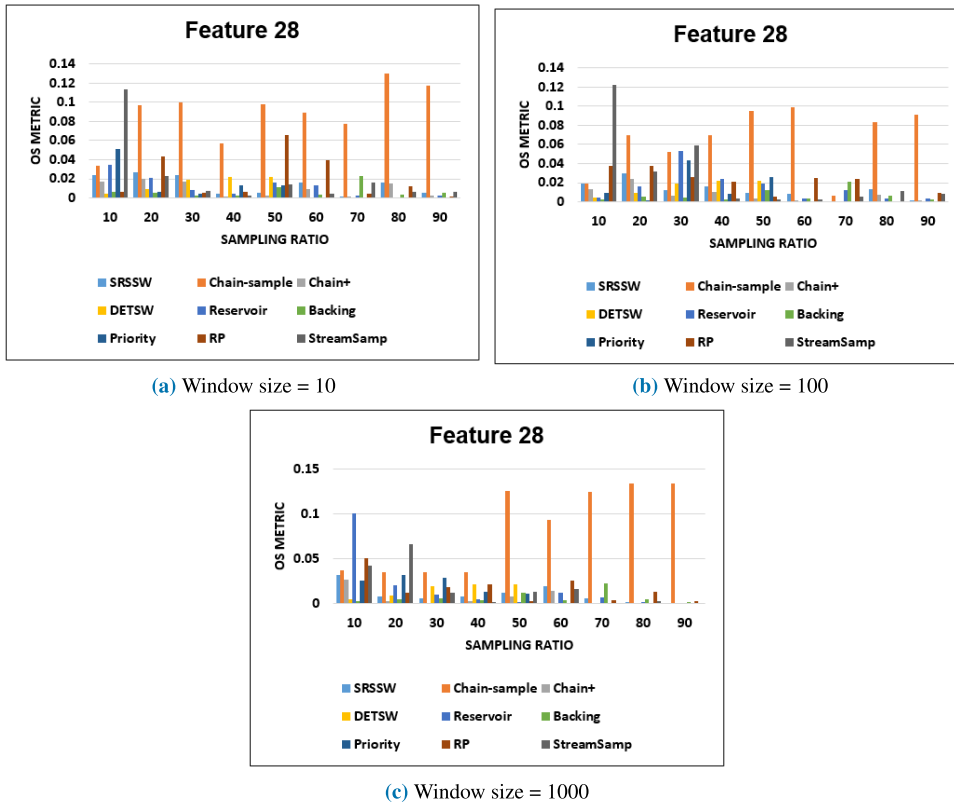 Feature 28
0.14
0.12
0.1
0.08
0.06
0.04
0.02
0
OS METRIC
10 20 30 40 50 60 70 80 90
SAMPLING RATIO
SRSSW Chain-sample Chain+
DETSW Reservoir Backing
Priority RP StreamSamp
(a) Window size = 10
Feature 28
0.14
0.12
0.1
0.08
0.06
0.04
0.02
0
OS METRIC
10 20 30 40 50 60 70 80 90
SAMPLING RATIO
SRSSW Chain-sample Chain+
DETSW Reservoir Backing
Priority RP StreamSamp
(b) Window size = 100
Feature 28
0.15
0.1
0.05
0
OS METRIC
10 20 30 40 50 60 70 80 90
SAMPLING RATIO
SRSSW Chain-sample Chain+
DETSW Reservoir Backing
Priority RP StreamSamp
(c) Window size = 1000